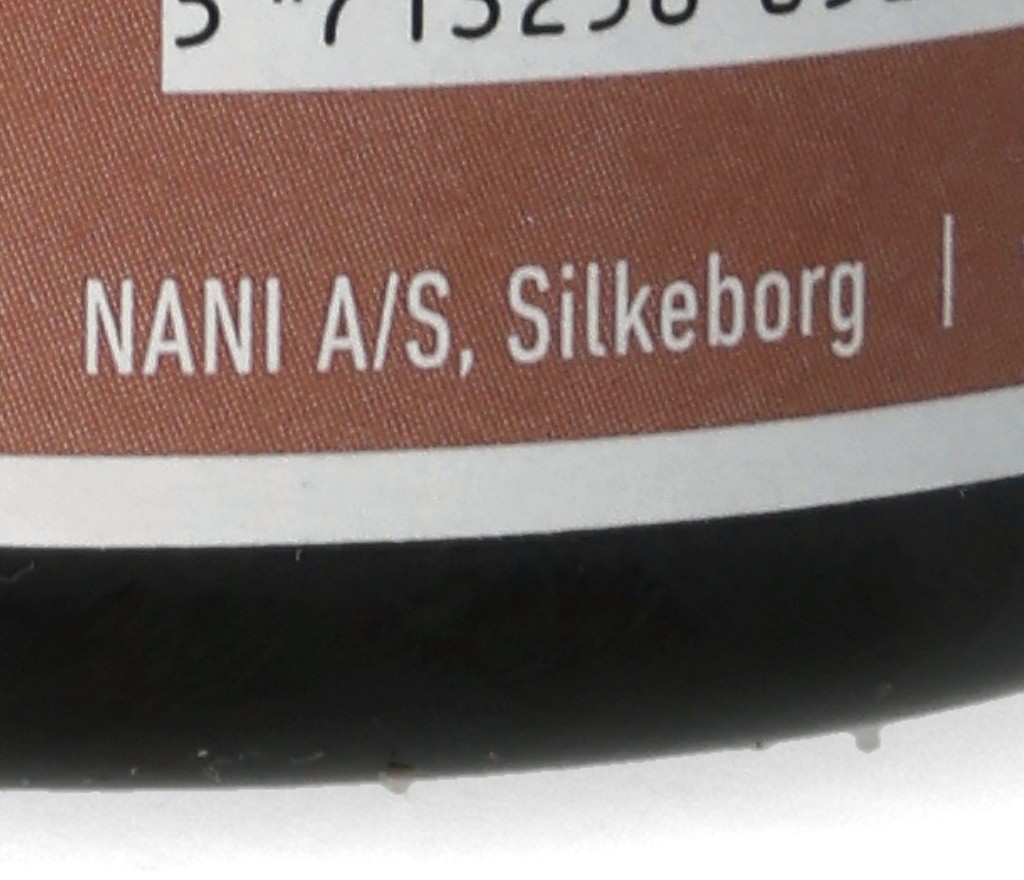 NANI A/S, Silkeborg |